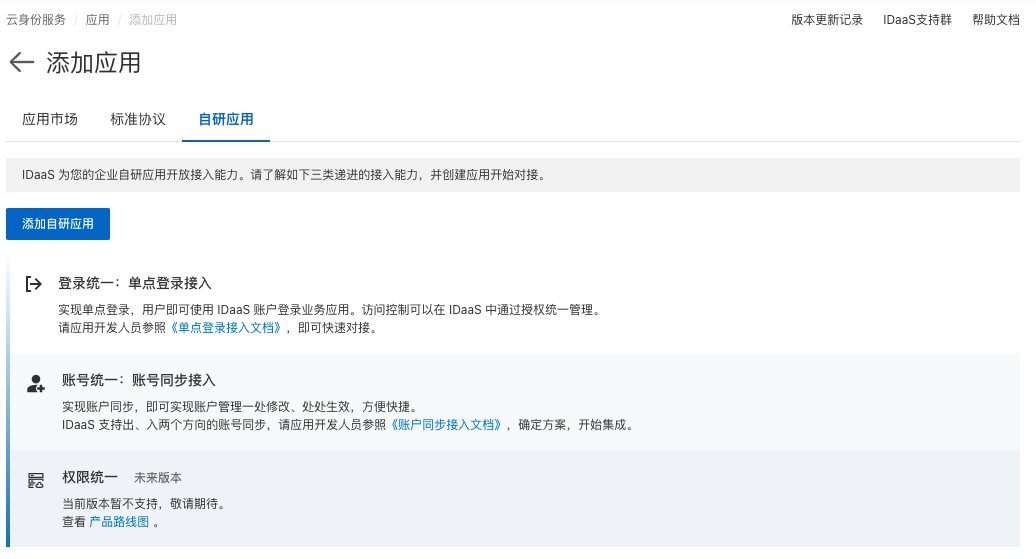 云身份服务 / 应用 / 添加应用
版本更新记录 IDaaS支持群 帮助文档
添加应用
应用市场 标准协议 自研应用
IDaaS 为您的企业自研应用开放接入能力。请了解如下三类递进的接入能力，并创建应用开始对接。
添加自研应用
登录统一：单点登录接入
实现单点登录，用户即可使用 IDaaS 账户登录业务应用。访问控制可以在 IDaaS 中通过授权统一管理。
请应用开发人员参照《单点登录接入文档》，即可快速对接。
账号统一：账号同步接入
实现账户同步，即可实现账户管理一处修改、处处生效，方便快捷。
IDaaS 支持出、入两个方向的账号同步，请应用开发人员参照《账户同步接入文档》，确定方案，开始集成。
权限统一 未来版本
当前版本暂不支持，敬请期待。
查看 产品路线图 。